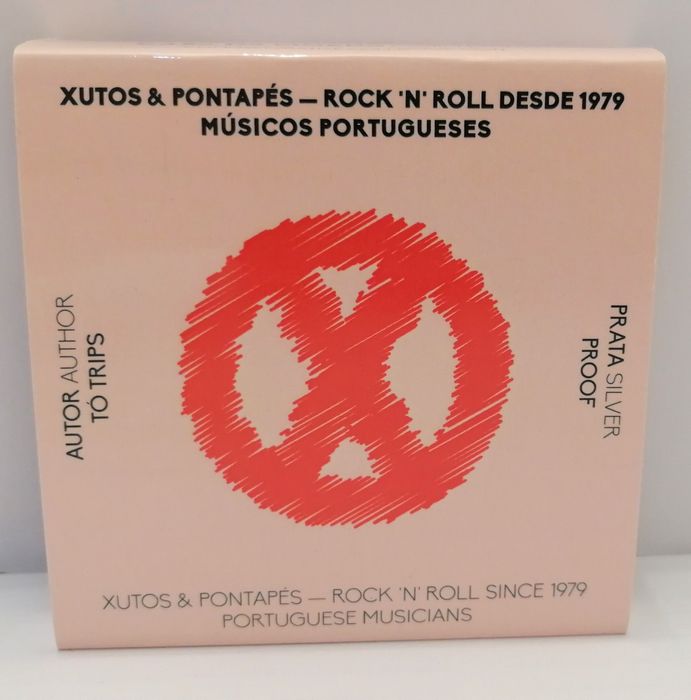 XUTOS & PONTAPÉS — ROCK 'N' ROLL DESDE 1979
MÚSICOS PORTUGUESES
AUTOR AUTHOR
TÓ TRIPS
PRATA SILVER
PROOF
XUTOS & PONTAPÉS — ROCK 'N' ROLL SINCE 1979
PORTUGUESE MUSICIANS